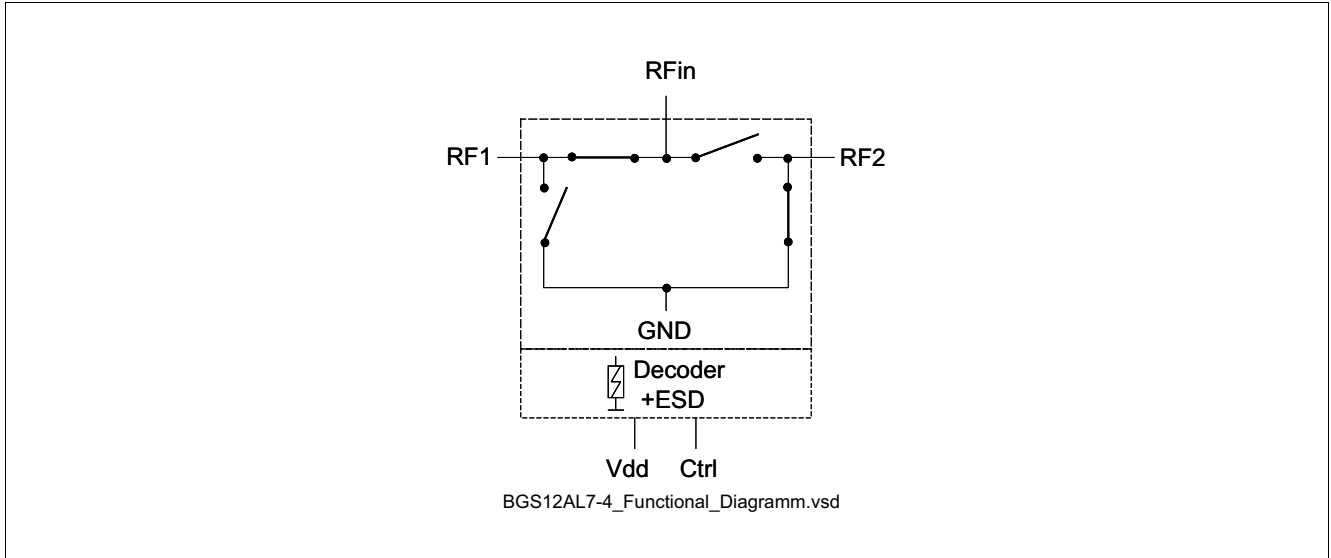 RFin
RF1
RF2
GND
Decoder
+ESD
Vdd Ctrl
BGS12AL7-4_Functional_Diagramm.vsd